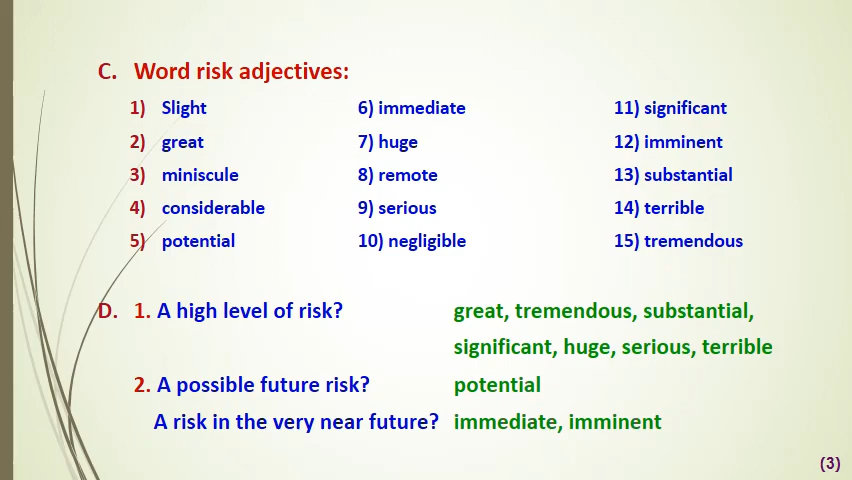 C. Word risk adjectives:
1) Slight 6) immediate 11) significant
2) great 7) huge 12) imminent
3) miniscule 8) remote 13) substantial
4) considerable 9) serious 14) terrible
5) potential 10) negligible 15) tremendous
D. 1. A high level of risk? great, tremendous, substantial,
significant, huge, serious, terrible
2. A possible future risk? potential
A risk in the very near future? immediate, imminent
(3)